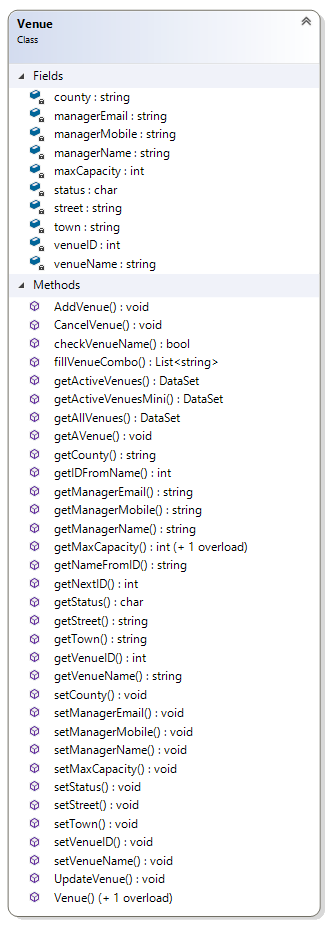 Venue
Class
Fields
county : string
managerEmail : string
managerMobile : string
managerName : string
maxCapacity : int
status : char
street : string
town : string
venueID : int
venueName : string
Methods
AddVenue() : void
CancelVenue() : void
checkVenueName() : bool
fillVenueCombo() : List<string>
getActiveVenues() : DataSet
getActiveVenuesMini() : DataSet
getAllVenues() : DataSet
getAVenue() : void
getCounty() : string
getIDFromName() : int
getManagerEmail() : string
getManagerMobile() : string
getManagerName() : string
getMaxCapacity() : int (+ 1 overload)
getNameFromID() : string
getNextID() : int
getStatus() : char
getStreet() : string
getTown() : string
getVenueID() : int
getVenueName() : string
setCounty() : void
setManagerEmail() : void
setManagerMobile() : void
setManagerName() : void
setMaxCapacity() : void
setStatus() : void
setStreet() : void
setTown() : void
setVenueID() : void
setVenueName() : void
UpdateVenue() : void
Venue() (+ 1 overload)